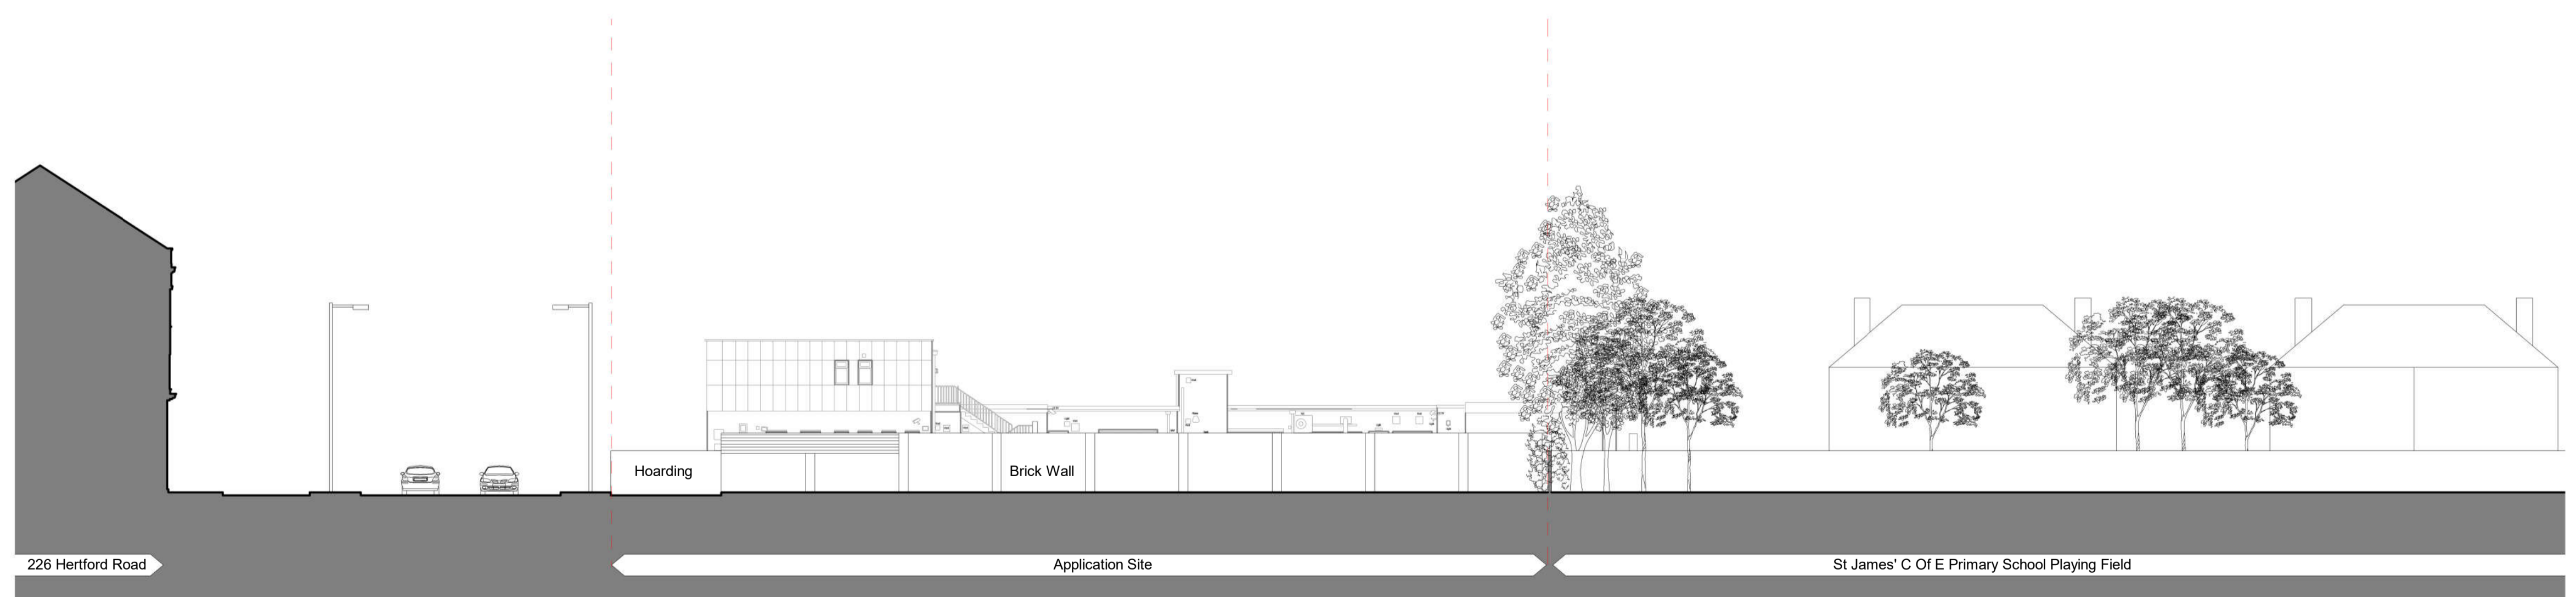 Hoarding
Brick Wall
226 Hertford Road
Application Site
St James' C Of E Primary School Playing Field